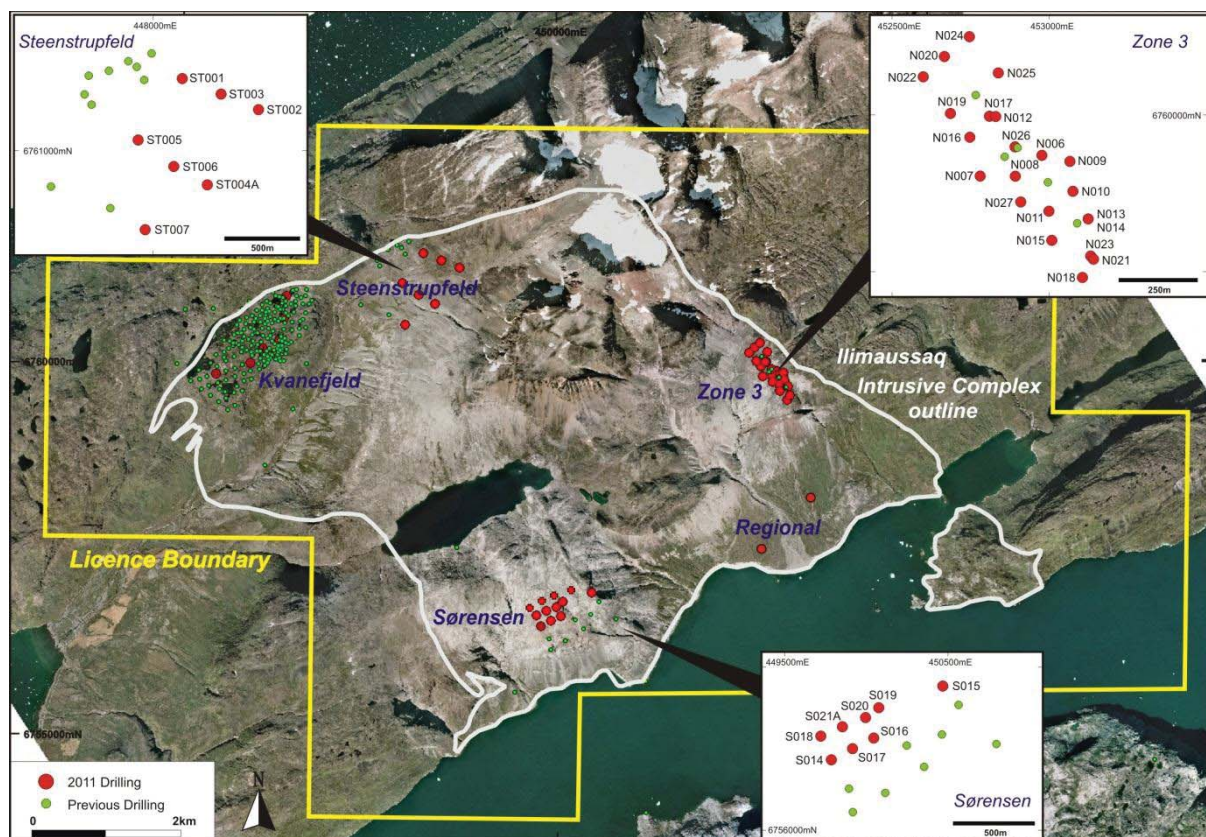 Steenstrupfeld
448000mE
ST001
ST003
ST002
ST005
6761000mN
ST006
ST004A
ST007
500m
450000mE
452500mE
453000mE
Zone 3
N024
N020
N022
N025
N019
N017
N012
6760000mN
N016
N026
N006
N009
N008
N007
N010
N027
N011
N013
N014
N015
N023
N021
N018
250m
Steenstrupfeld
6760000mN
Kvanefjeld
Zone 3
Ilimaussaq
Intrusive Complex
outline
Regional
Licence Boundary
Sørensen
449500mE
450500mE
S019
S015
S020
S021A
S016
S018
S017
S014
6756000mN
500m
Sørensen
6755000mN
2011 Drilling
Previous Drilling
N
0
2km